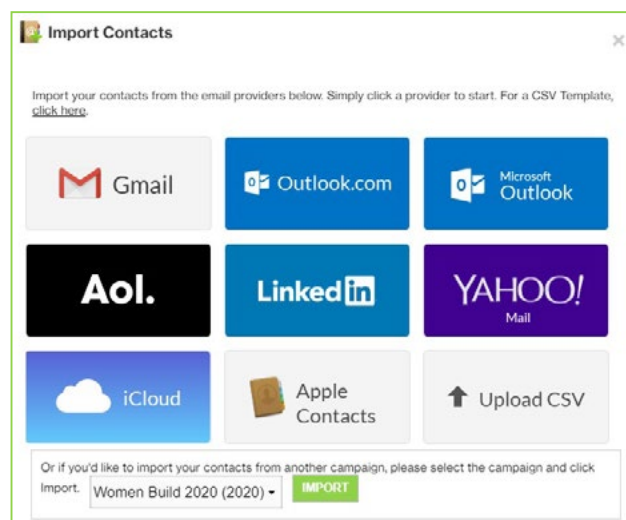 Import Contacts
×
Import your contacts from the email providers below. Simply click a provider to start. For a CSV Template,
click here.
Gmail
Outlook.com
Microsoft
Outlook
Aol.
Linked in
YAHOO!
Mail
iCloud
Apple
Contacts
Upload CSV
Or if you'd like to import your contacts from another campaign, please select the campaign and click
Import. Women Build 2020 (2020) IMPORT